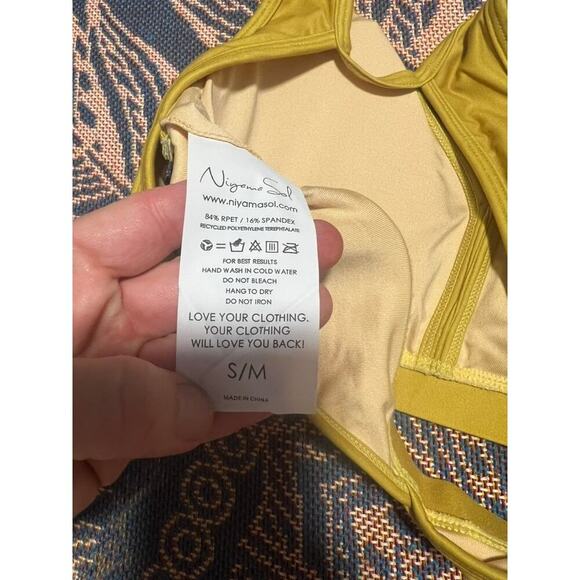 Niyama Sol
www.niyamasol.com
84% RPET / 16% SPANDEX
RECYCLED POLYETHYLENE TEREPHTALATE
FOR BEST RESULTS
HAND WASH IN COLD WATER
DO NOT BLEACH
HANG TO DRY
DO NOT IRON
LOVE YOUR CLOTHING.
YOUR CLOTHING
WILL LOVE YOU BACK!
S/M
MADE IN CHINA